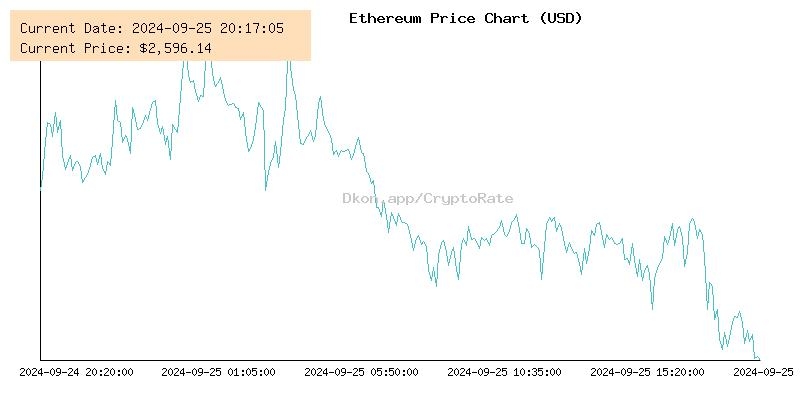 Ethereum Price Chart (USD)
Current Date: 2024-09-25 20:17:05
Current Price: $2,596.14
Dkon.app/CryptoRate
2024-09-24 20:20:00
2024-09-25 01:05:00
2024-09-25 05:50:00
2024-09-25 10:35:00
2024-09-25 15:20:00
2024-09-25